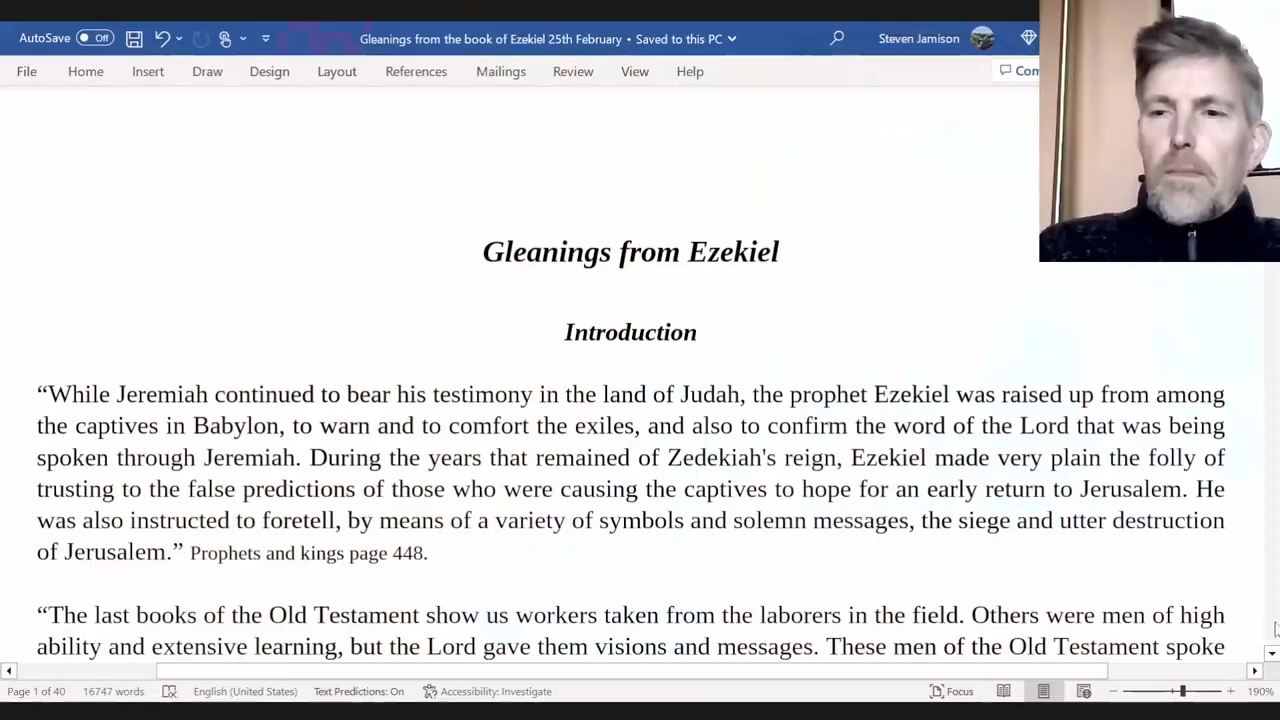 AutoSave Off Gleanings from the book of Ezekiel 25th February • Saved to this PC Steven Jamison
File Home Insert Draw Design Layout References Mailings Review View Help Com
Gleanings from Ezekiel
Introduction
“While Jeremiah continued to bear his testimony in the land of Judah, the prophet Ezekiel was raised up from among
the captives in Babylon, to warn and to comfort the exiles, and also to confirm the word of the Lord that was being
spoken through Jeremiah. During the years that remained of Zedekiah's reign, Ezekiel made very plain the folly of
trusting to the false predictions of those who were causing the captives to hope for an early return to Jerusalem. He
was also instructed to foretell, by means of a variety of symbols and solemn messages, the siege and utter destruction
of Jerusalem.” Prophets and kings page 448.
“The last books of the Old Testament show us workers taken from the laborers in the field. Others were men of high
ability and extensive learning, but the Lord gave them visions and messages. These men of the Old Testament spoke
Page 1 of 40 16747 words English (United States) Text Predictions: On Accessibility: Investigate Focus 190%